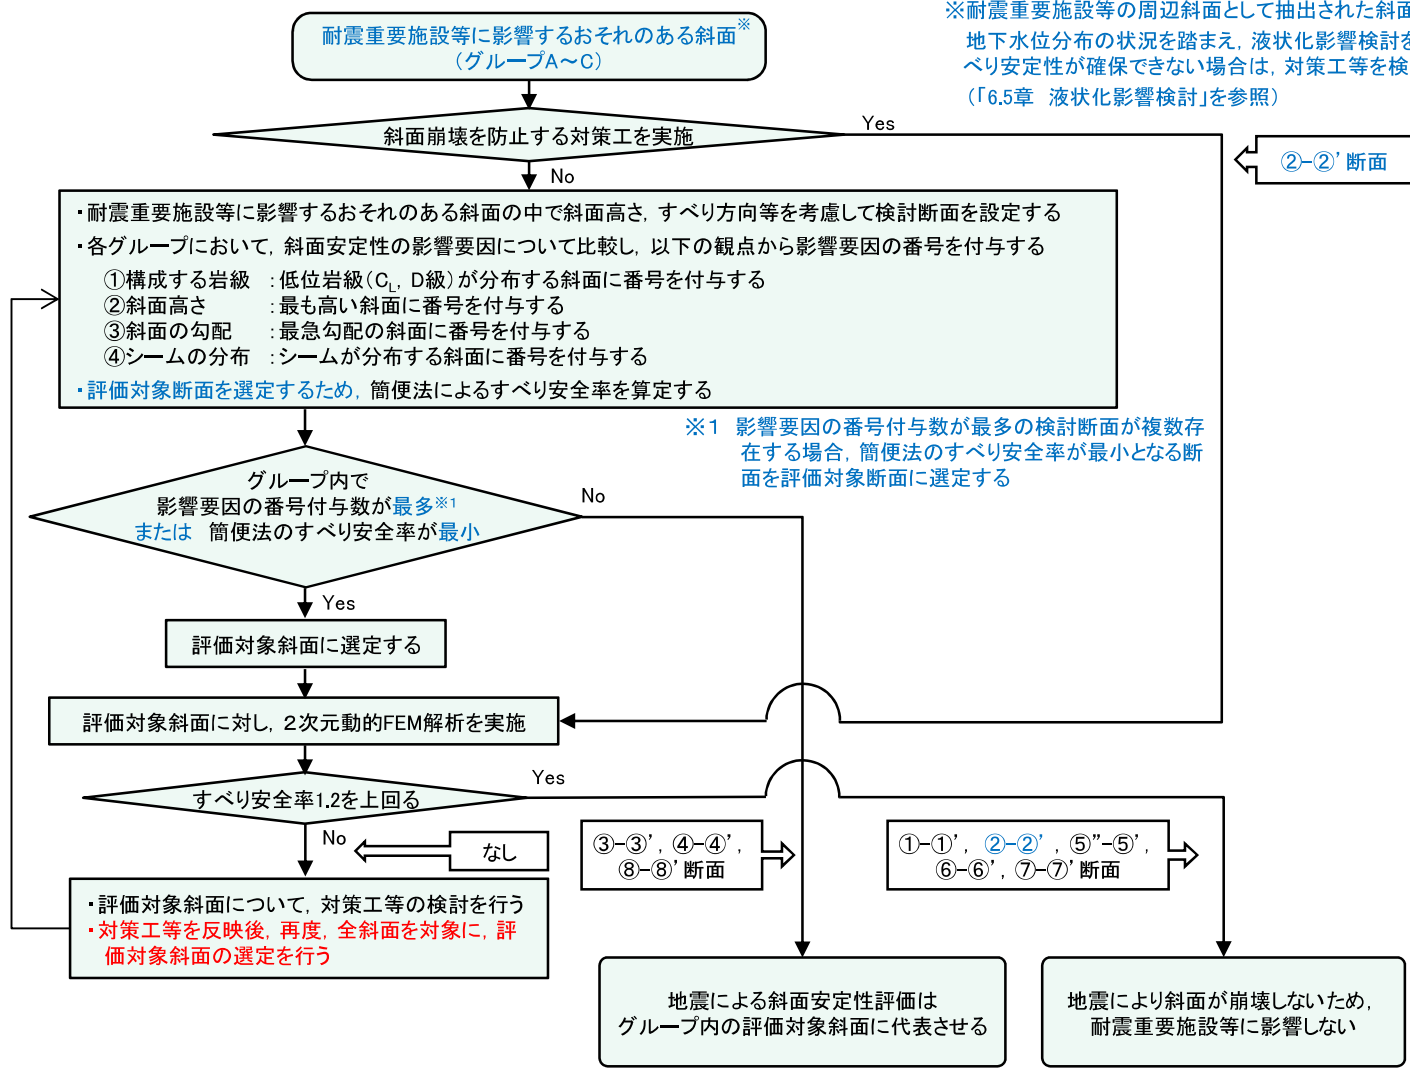 ※耐震重要施設等の周辺斜面として抽出された斜面
地下水位分布の状況を踏まえ，液状化影響検討を
べり安定性が確保できない場合は，対策工等を検
（「6.5章 液状化影響検討」を参照）
耐震重要施設等に影響するおそれのある斜面※
（グループA～C）
斜面崩壊を防止する対策工を実施
Yes
No
②-②’断面
・耐震重要施設等に影響するおそれのある斜面の中で斜面高さ，すべり方向等を考慮して検討断面を設定する
・各グループにおいて，斜面安定性の影響要因について比較し，以下の観点から影響要因の番号を付与する
①構成する岩級 ：低位岩級（CL，D級）が分布する斜面に番号を付与する
②斜面高さ ：最も高い斜面に番号を付与する
③斜面の勾配 ：最急勾配の斜面に番号を付与する
④シームの分布 ：シームが分布する斜面に番号を付与する
・評価対象断面を選定するため，簡便法によるすべり安全率を算定する
※1 影響要因の番号付与数が最多の検討断面が複数存
在する場合，簡便法のすべり安全率が最小となる断
面を評価対象断面に選定する
グループ内で
影響要因の番号付与数が最多※1
または 簡便法のすべり安全率が最小
No
Yes
評価対象斜面に選定する
評価対象斜面に対し，2次元動的FEM解析を実施
すべり安全率1.2を上回る
Yes
No
なし
③-③’，④-④’，
⑧-⑧’断面
①-①’，②-②’，⑤”-⑤’，
⑥-⑥’，⑦-⑦’断面
・評価対象斜面について，対策工等の検討を行う
・対策工等を反映後，再度，全斜面を対象に，評
価対象斜面の選定を行う
地震による斜面安定性評価は
グループ内の評価対象斜面に代表させる
地震により斜面が崩壊しないため，
耐震重要施設等に影響しない